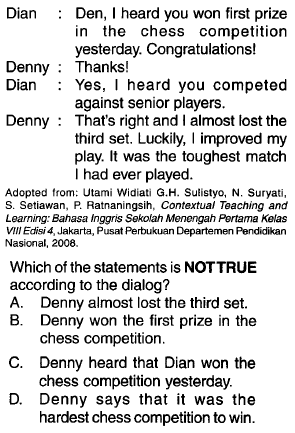 Dian : Den, I heard you won first prize
in the chess competition
yesterday. Congratulations!
Denny : Thanks!
Dian : Yes, I heard you competed
against senior players.
Denny : That's right and I almost lost the
third set. Luckily, I improved my
play. It was the toughest match
I had ever played.
Adopted from: Utami Widiati G.H. Sulistyo, N. Suryati,
S. Setiawan, P. Ratnaningsih, Contextual Teaching and
Learning: Bahasa Inggris Sekolah Menengah Pertama Kelas
VIII Edisi 4, Jakarta, Pusat Perbukuan Departemen Pendidikan
Nasional, 2008.
Which of the statements is NOT TRUE
according to the dialog?
A. Denny almost lost the third set.
B. Denny won the first prize in the
chess competition.
C. Denny heard that Dian won the
chess competition yesterday.
D. Denny says that it was the
hardest chess competition to win.